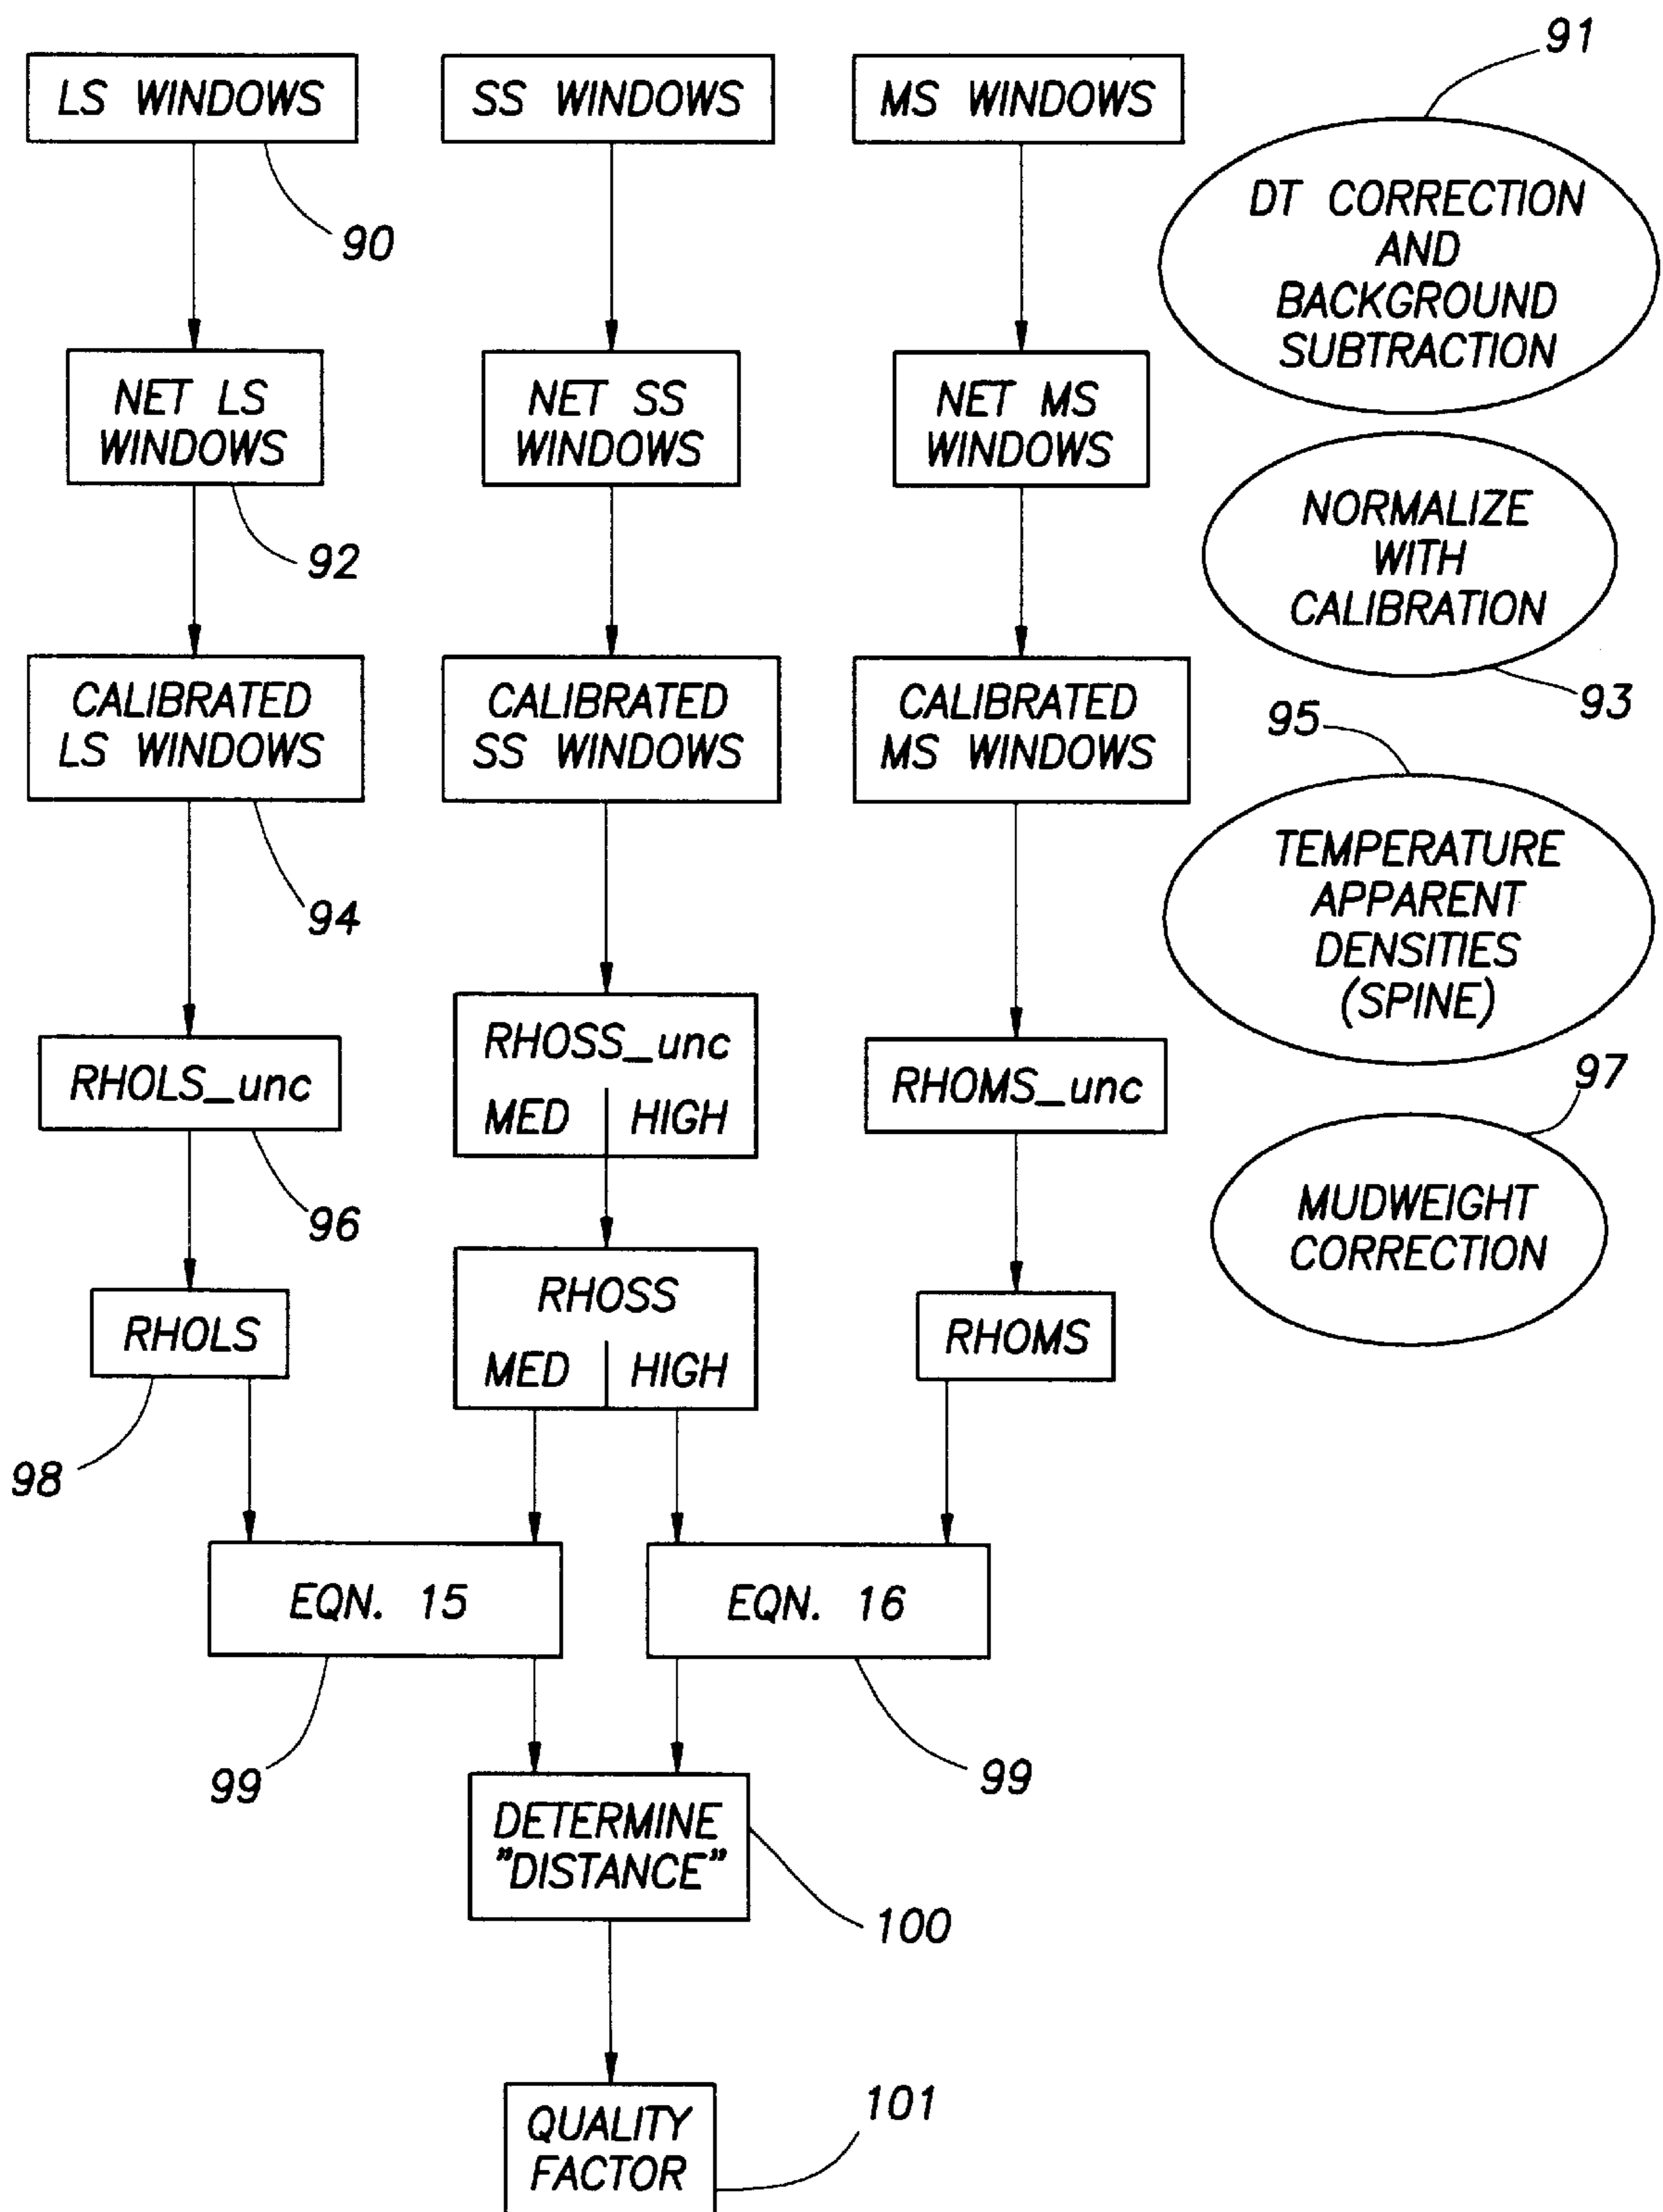 91
LS WINDOWS
SS WINDOWS
MS WINDOWS
90
DT CORRECTION
AND
BACKGROUND
SUBTRACTION
NET LS
WINDOWS
NET SS
WINDOWS
NET MS
WINDOWS
92
NORMALIZE
WITH
CALIBRATION
93
CALIBRATED
LS WINDOWS
CALIBRATED
SS WINDOWS
CALIBRATED
MS WINDOWS
94
95
TEMPERATURE
APPARENT
DENSITIES
(SPINE)
RHOLS_unc
RHOSS_unc
MED HIGH
RHOMS_unc
96
97
MUDWEIGHT
CORRECTION
RHOLS
RHOSS
MED HIGH
RHOMS
98
EQN. 15
EQN. 16
99
99
DETERMINE
"DISTANCE"
100
QUALITY
FACTOR
101